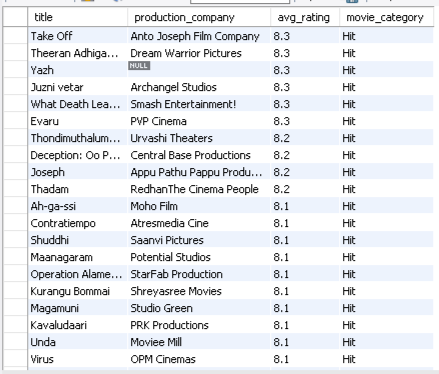 title production_company avg_rating movie_category
Take Off Anto Joseph Film Company 8.3 Hit
Theeran Adhiga... Dream Warrior Pictures 8.3 Hit
Yazh NULL 8.3 Hit
Juzni vetar Archangel Studios 8.3 Hit
What Death Lea... Smash Entertainment! 8.3 Hit
Evaru PVP Cinema 8.3 Hit
Thondimuthalum... Urvashi Theaters 8.2 Hit
Deception: Oo P... Central Base Productions 8.2 Hit
Joseph Appu Pathu Pappu Produ... 8.2 Hit
Thadam RedhanThe Cinema People 8.2 Hit
Ah-ga-ssi Moho Film 8.1 Hit
Contratiempo Atresmedia Cine 8.1 Hit
Shuddhi Saanvi Pictures 8.1 Hit
Maanagaram Potential Studios 8.1 Hit
Operation Alame... StarFab Production 8.1 Hit
Kurangu Bommai Shreyasree Movies 8.1 Hit
Magamuni Studio Green 8.1 Hit
Kavaludaari PRK Productions 8.1 Hit
Unda Moviee Mill 8.1 Hit
Virus OPM Cinemas 8.1 Hit